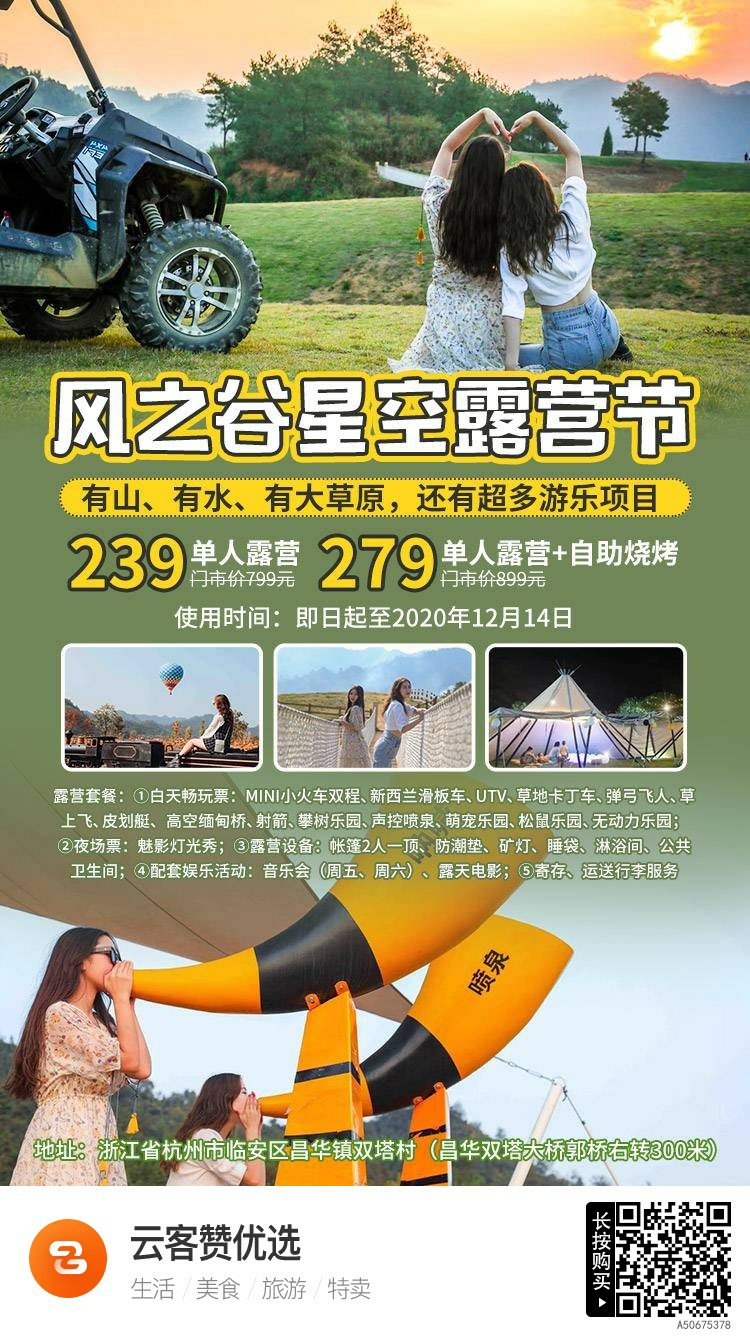 风之谷星空露营节
有山、有水、有大草原，还有超多游乐项目
239 单人露营 门市价799元
279 单人露营+自助烧烤 门市价899元
使用时间：即日起至2020年12月14日
露营套餐：①白天畅玩票：MINI小火车双程、新西兰滑板车、UTV、草地卡丁车、弹弓飞人、草
上飞、皮划艇、高空缅甸桥、射箭、攀树乐园、声控喷泉、萌宠乐园、松鼠乐园、无动力乐园；
②夜场票：魅影灯光秀；③露营设备：帐篷2人一顶、防潮垫、矿灯、睡袋、淋浴间、公共
卫生间；④配套娱乐活动：音乐会（周五、周六）、露天电影；⑤寄存、运送行李服务
喷泉
地址：浙江省杭州市临安区昌华镇双塔村（昌华双塔大桥郭桥右转300米）
云客赞优选
生活 / 美食 / 旅游 / 特卖
长按购买
A50675378